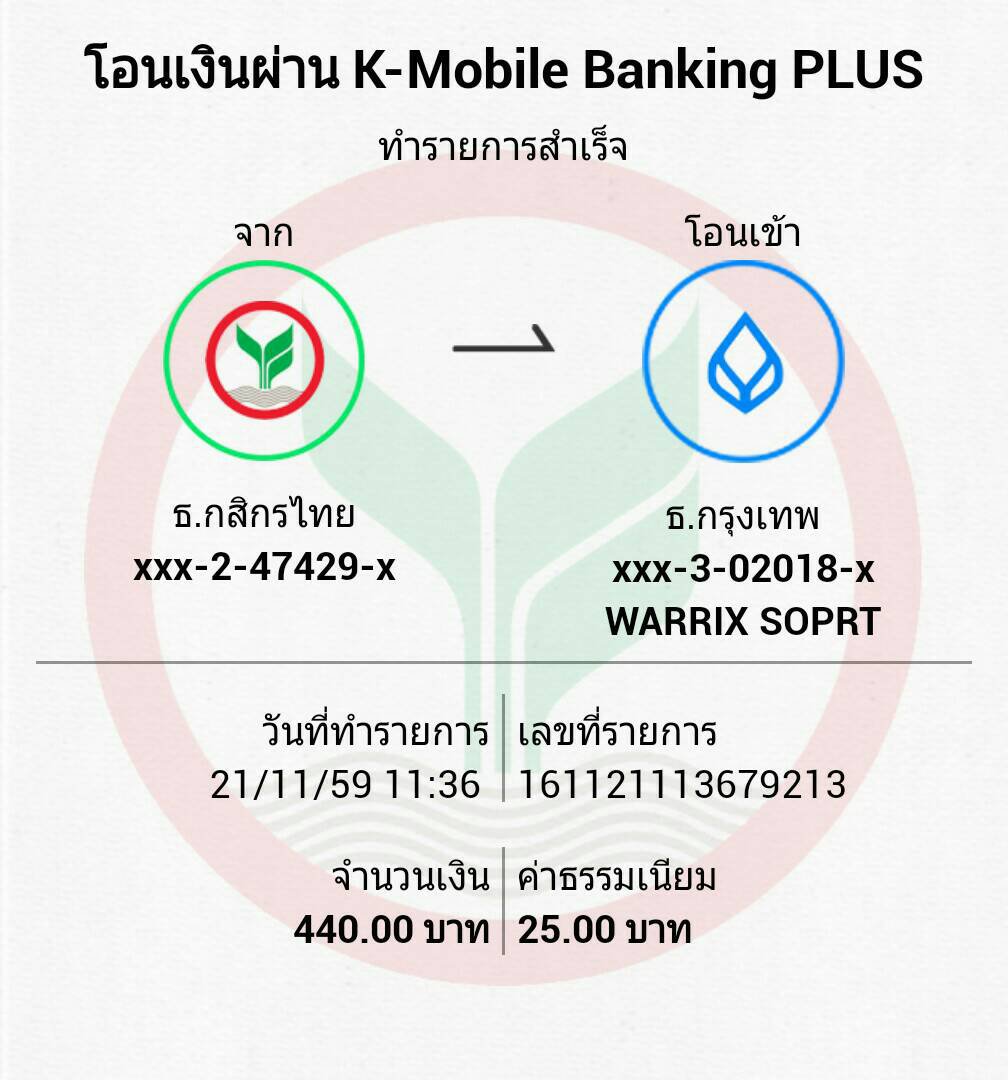 โอนเงินผ่าน K-Mobile Banking PLUS
ทำรายการสำเร็จ
จาก
โอนเข้า
ธ.กสิกรไทย
xxx-2-47429-x
ธ.กรุงเทพ
xxx-3-02018-x
WARRIX SOPRT
วันที่ทำรายการ
21/11/59 11:36
เลขที่รายการ
161121113679213
จำนวนเงิน
440.00 บาท
ค่าธรรมเนียม
25.00 บาท